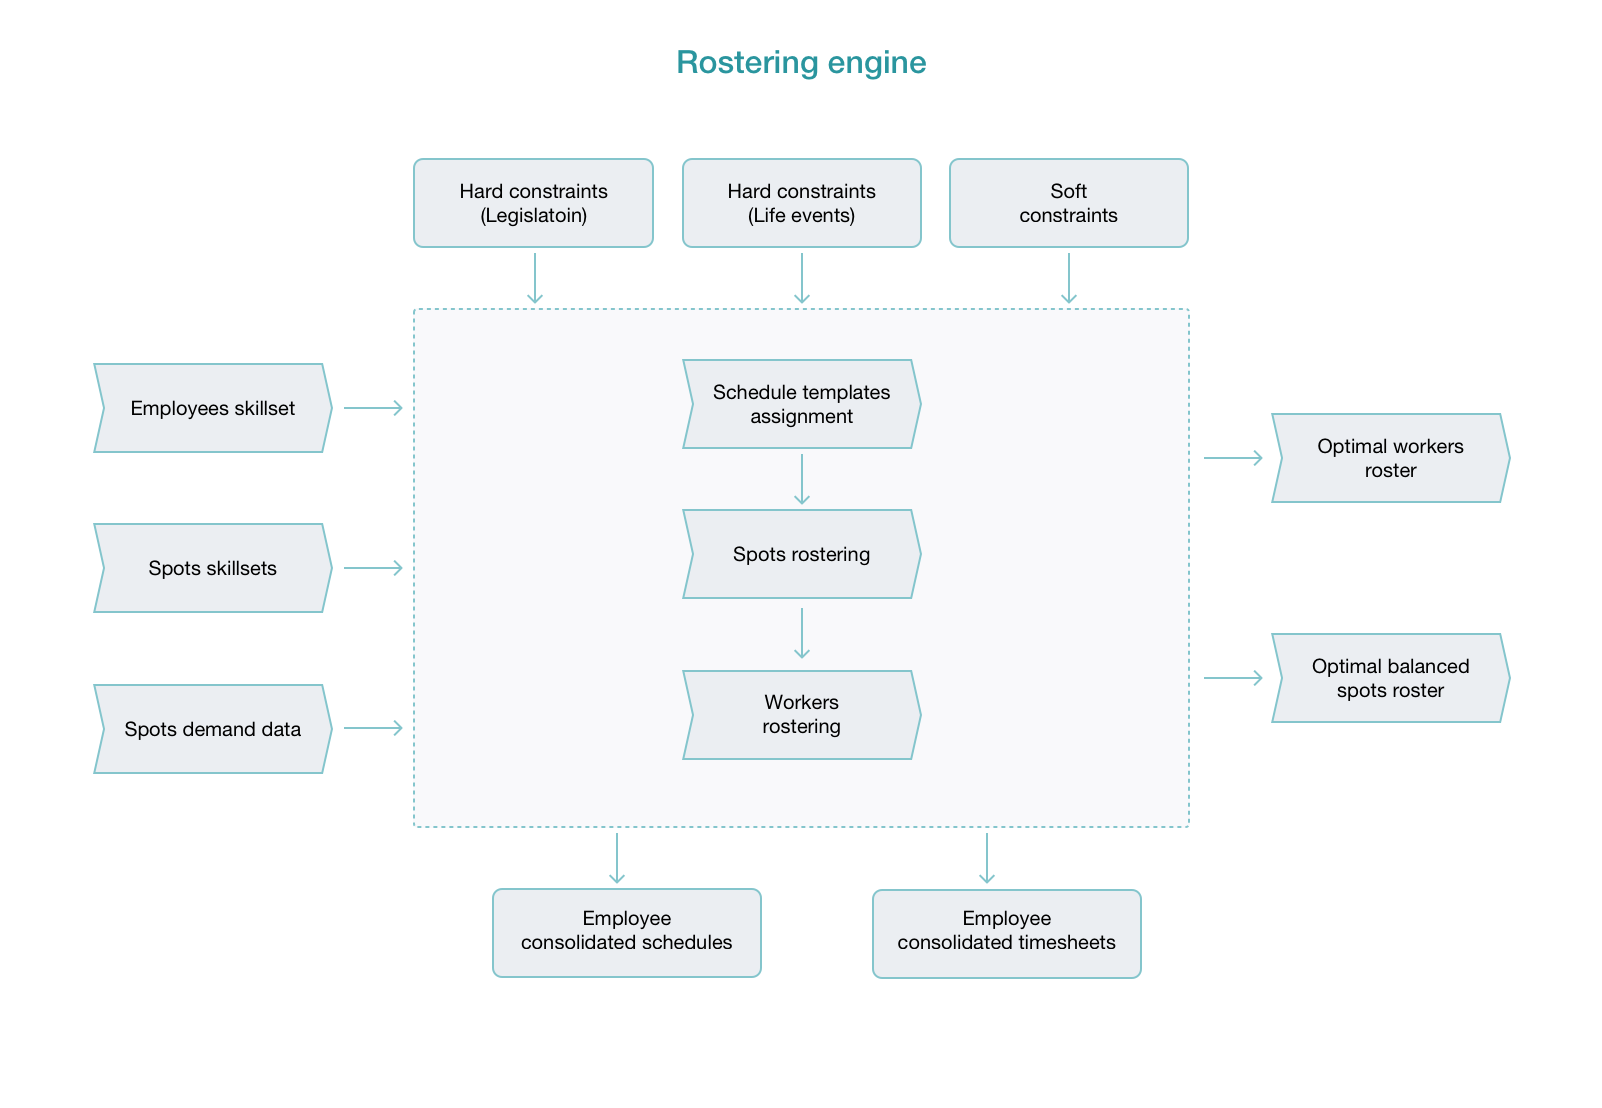 Rostering engine
Hard constraints
(Legislatoin)
Hard constraints
(Life events)
Soft
constraints
Employees skillset
Spots skillsets
Spots demand data
Schedule templates
assignment
Spots rostering
Workers
rostering
Optimal workers
roster
Optimal balanced
spots roster
Employee
consolidated schedules
Employee
consolidated timesheets